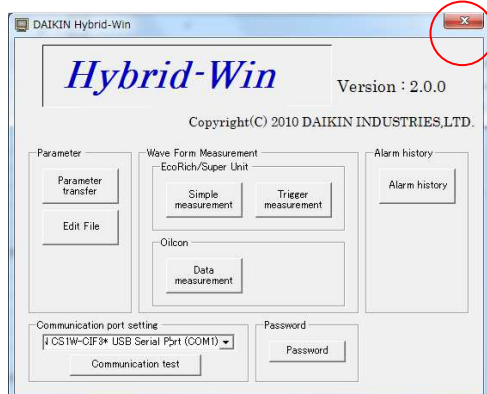 DAIKIN Hybrid-Win
Hybrid-Win
Version : 2.0.0
Copyright(C) 2010 DAIKIN INDUSTRIES,LTD.
Parameter
Parameter
transfer
Edit File
Wave Form Measurement
EcoRich/Super Unit
Simple
measurement
Trigger
measurement
Oilcon
Data
measurement
Alarm history
Alarm history
Communication port setting
CS1W-CIF3* USB Serial Port (COM1)
Communication test
Password
Password